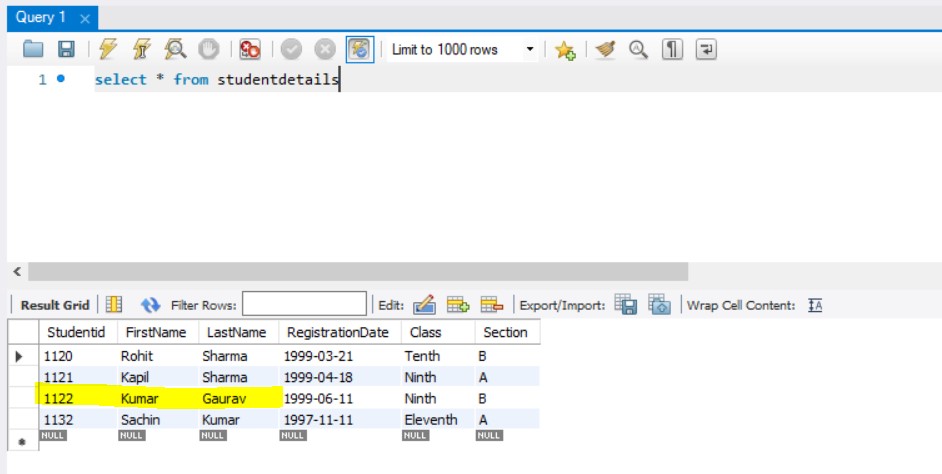 Query 1
Limit to 1000 rows
1 select * from studentdetails
Result Grid Filter Rows: Edit: Export/Import: Wrap Cell Content:
Studentid FirstName LastName RegistrationDate Class Section
1120 Rohit Sharma 1999-03-21 Tenth B
1121 Kapil Sharma 1999-04-18 Ninth A
1122 Kumar Gaurav 1999-06-11 Ninth B
1132 Sachin Kumar 1997-11-11 Eleventh A
NULL NULL NULL NULL NULL NULL